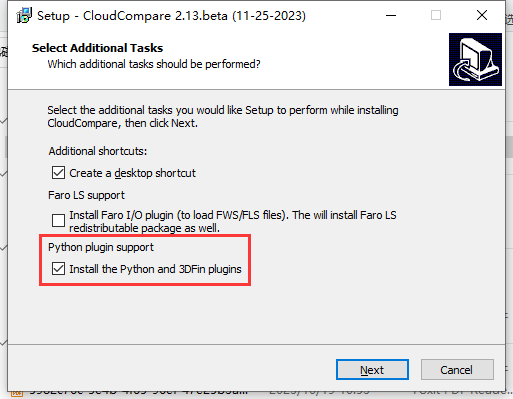 Setup - CloudCompare 2.13.beta (11-25-2023)
Select Additional Tasks
Which additional tasks should be performed?
Select the additional tasks you would like Setup to perform while installing
CloudCompare, then click Next.
Additional shortcuts:
Create a desktop shortcut
Faro LS support
Install Faro I/O plugin (to load FWS/FLS files). The will install Faro LS
redistributable package as well.
Python plugin support
Install the Python and 3DFin plugins
Next
Cancel